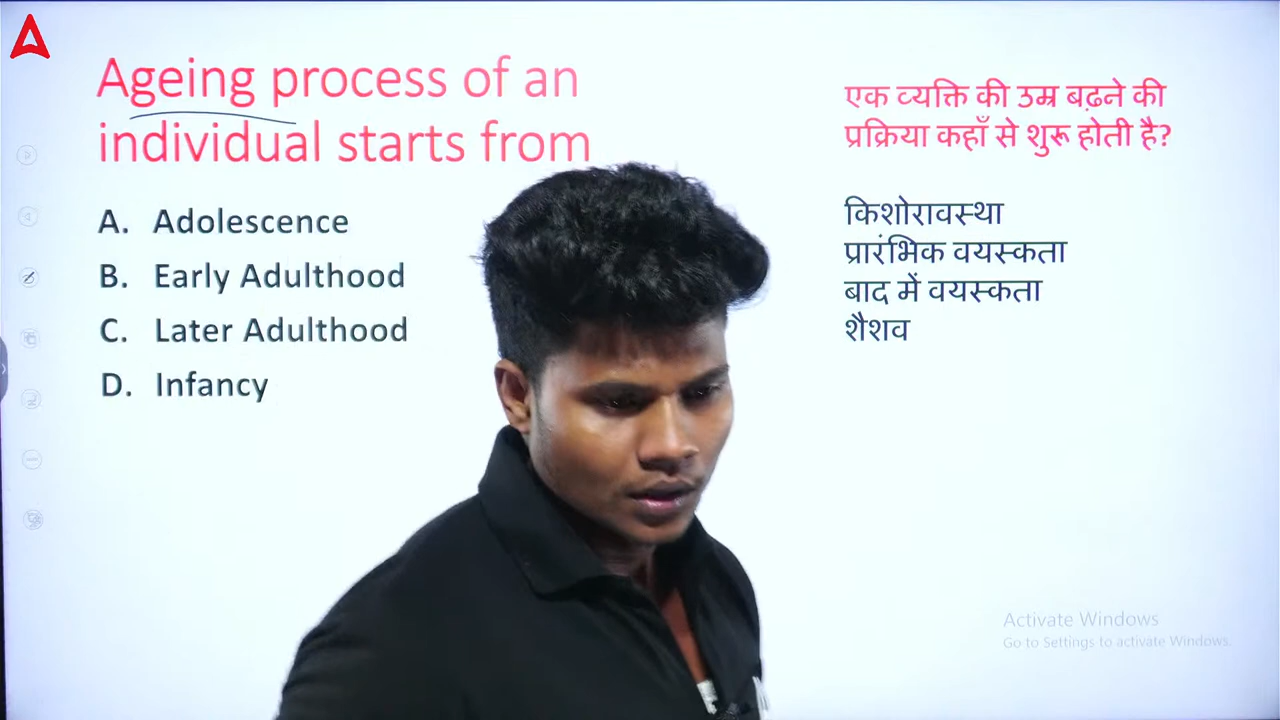 Ageing process of an
individual starts from
A. Adolescence
B. Early Adulthood
C. Later Adulthood
D. Infancy
एक व्यक्ति की उम्र बढ़ने की
प्रक्रिया कहाँ से शुरू होती है?
किशोरावस्था
प्रारंभिक वयस्कता
बाद में वयस्कता
शैशव
Activate Windows
Go to Settings to activate Windows.